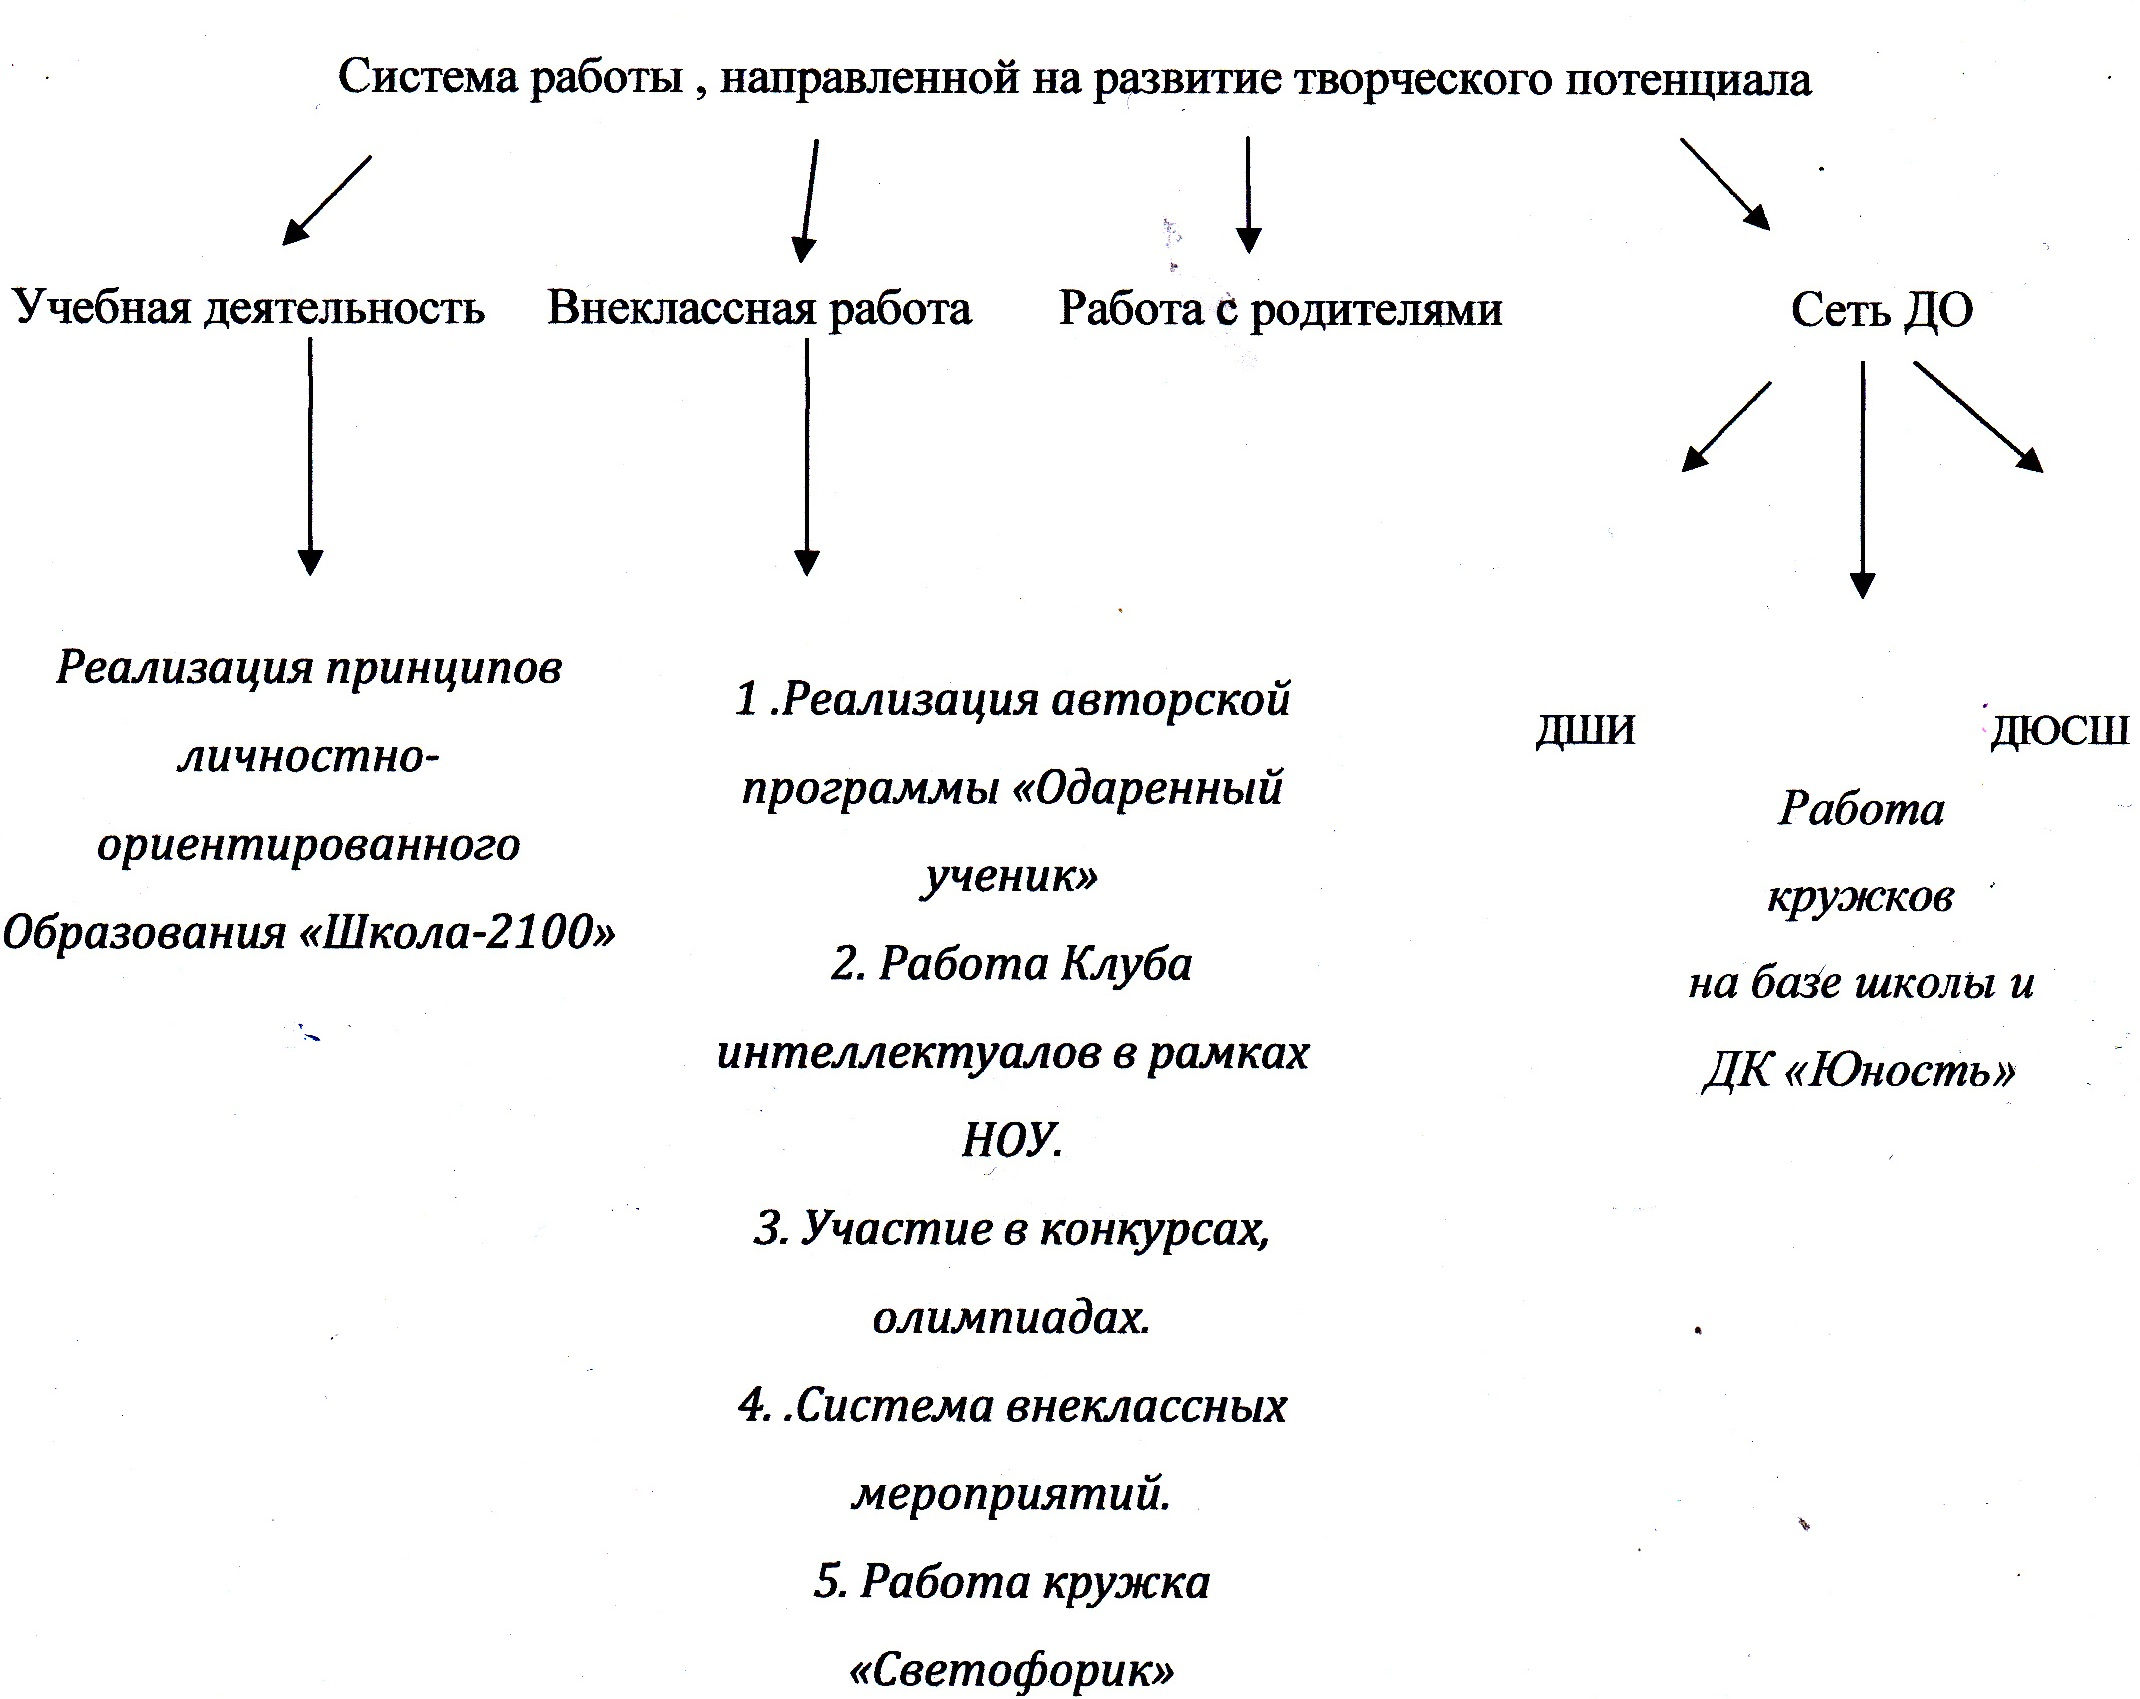 Система работы , направленной на развитие творческого потенциала
Учебная деятельность
Внеклассная работа
Работа с родителями
Сеть ДО
Реализация принципов
личностно-
ориентированного
Образования «Школа-2100»
1 .Реализация авторской
программы «Одаренный
ученик»
2. Работа Клуба
интеллектуалов в рамках
НОУ.
3. Участие в конкурсах,
олимпиадах.
4. .Система внеклассных
мероприятий.
5. Работа кружка
«Светофорик»
ДШИ
ДЮСШ
Работа
кружков
на базе школы и
ДК «Юность»